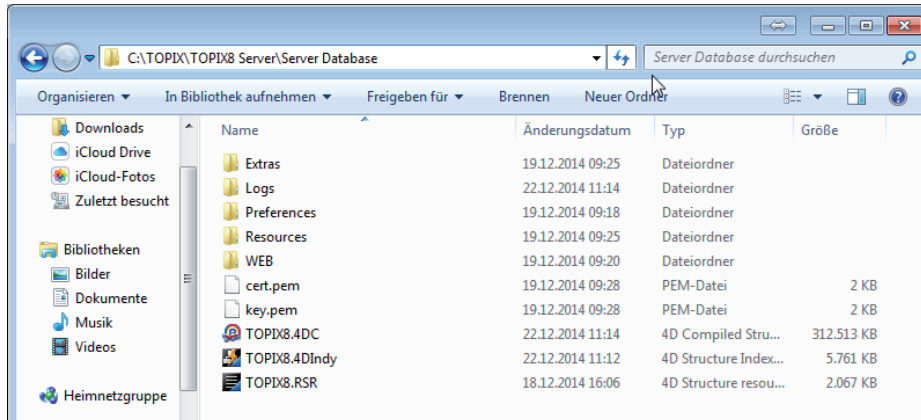 C:\TOPIX\TOPIX8 Server\Server Database
Server Database durchsuchen
Organisieren In Bibliothek aufnehmen Freigeben für Brennen Neuer Ordner
Downloads
iCloud Drive
iCloud-Fotos
Zuletzt besucht
Bibliotheken
Bilder
Dokumente
Musik
Videos
Heimnetzgruppe
Name Änderungsdatum Typ Größe
Extras 19.12.2014 09:25 Dateiordner
Logs 22.12.2014 11:14 Dateiordner
Preferences 19.12.2014 09:18 Dateiordner
Resources 19.12.2014 09:25 Dateiordner
WEB 19.12.2014 09:20 Dateiordner
cert.pem 19.12.2014 09:28 PEM-Datei 2 KB
key.pem 19.12.2014 09:28 PEM-Datei 2 KB
TOPIX8.4DC 22.12.2014 11:14 4D Compiled Stru... 312.513 KB
TOPIX8.4DIndy 22.12.2014 11:12 4D Structure Index... 5.761 KB
TOPIX8.RSR 18.12.2014 16:06 4D Structure resou... 2.067 KB